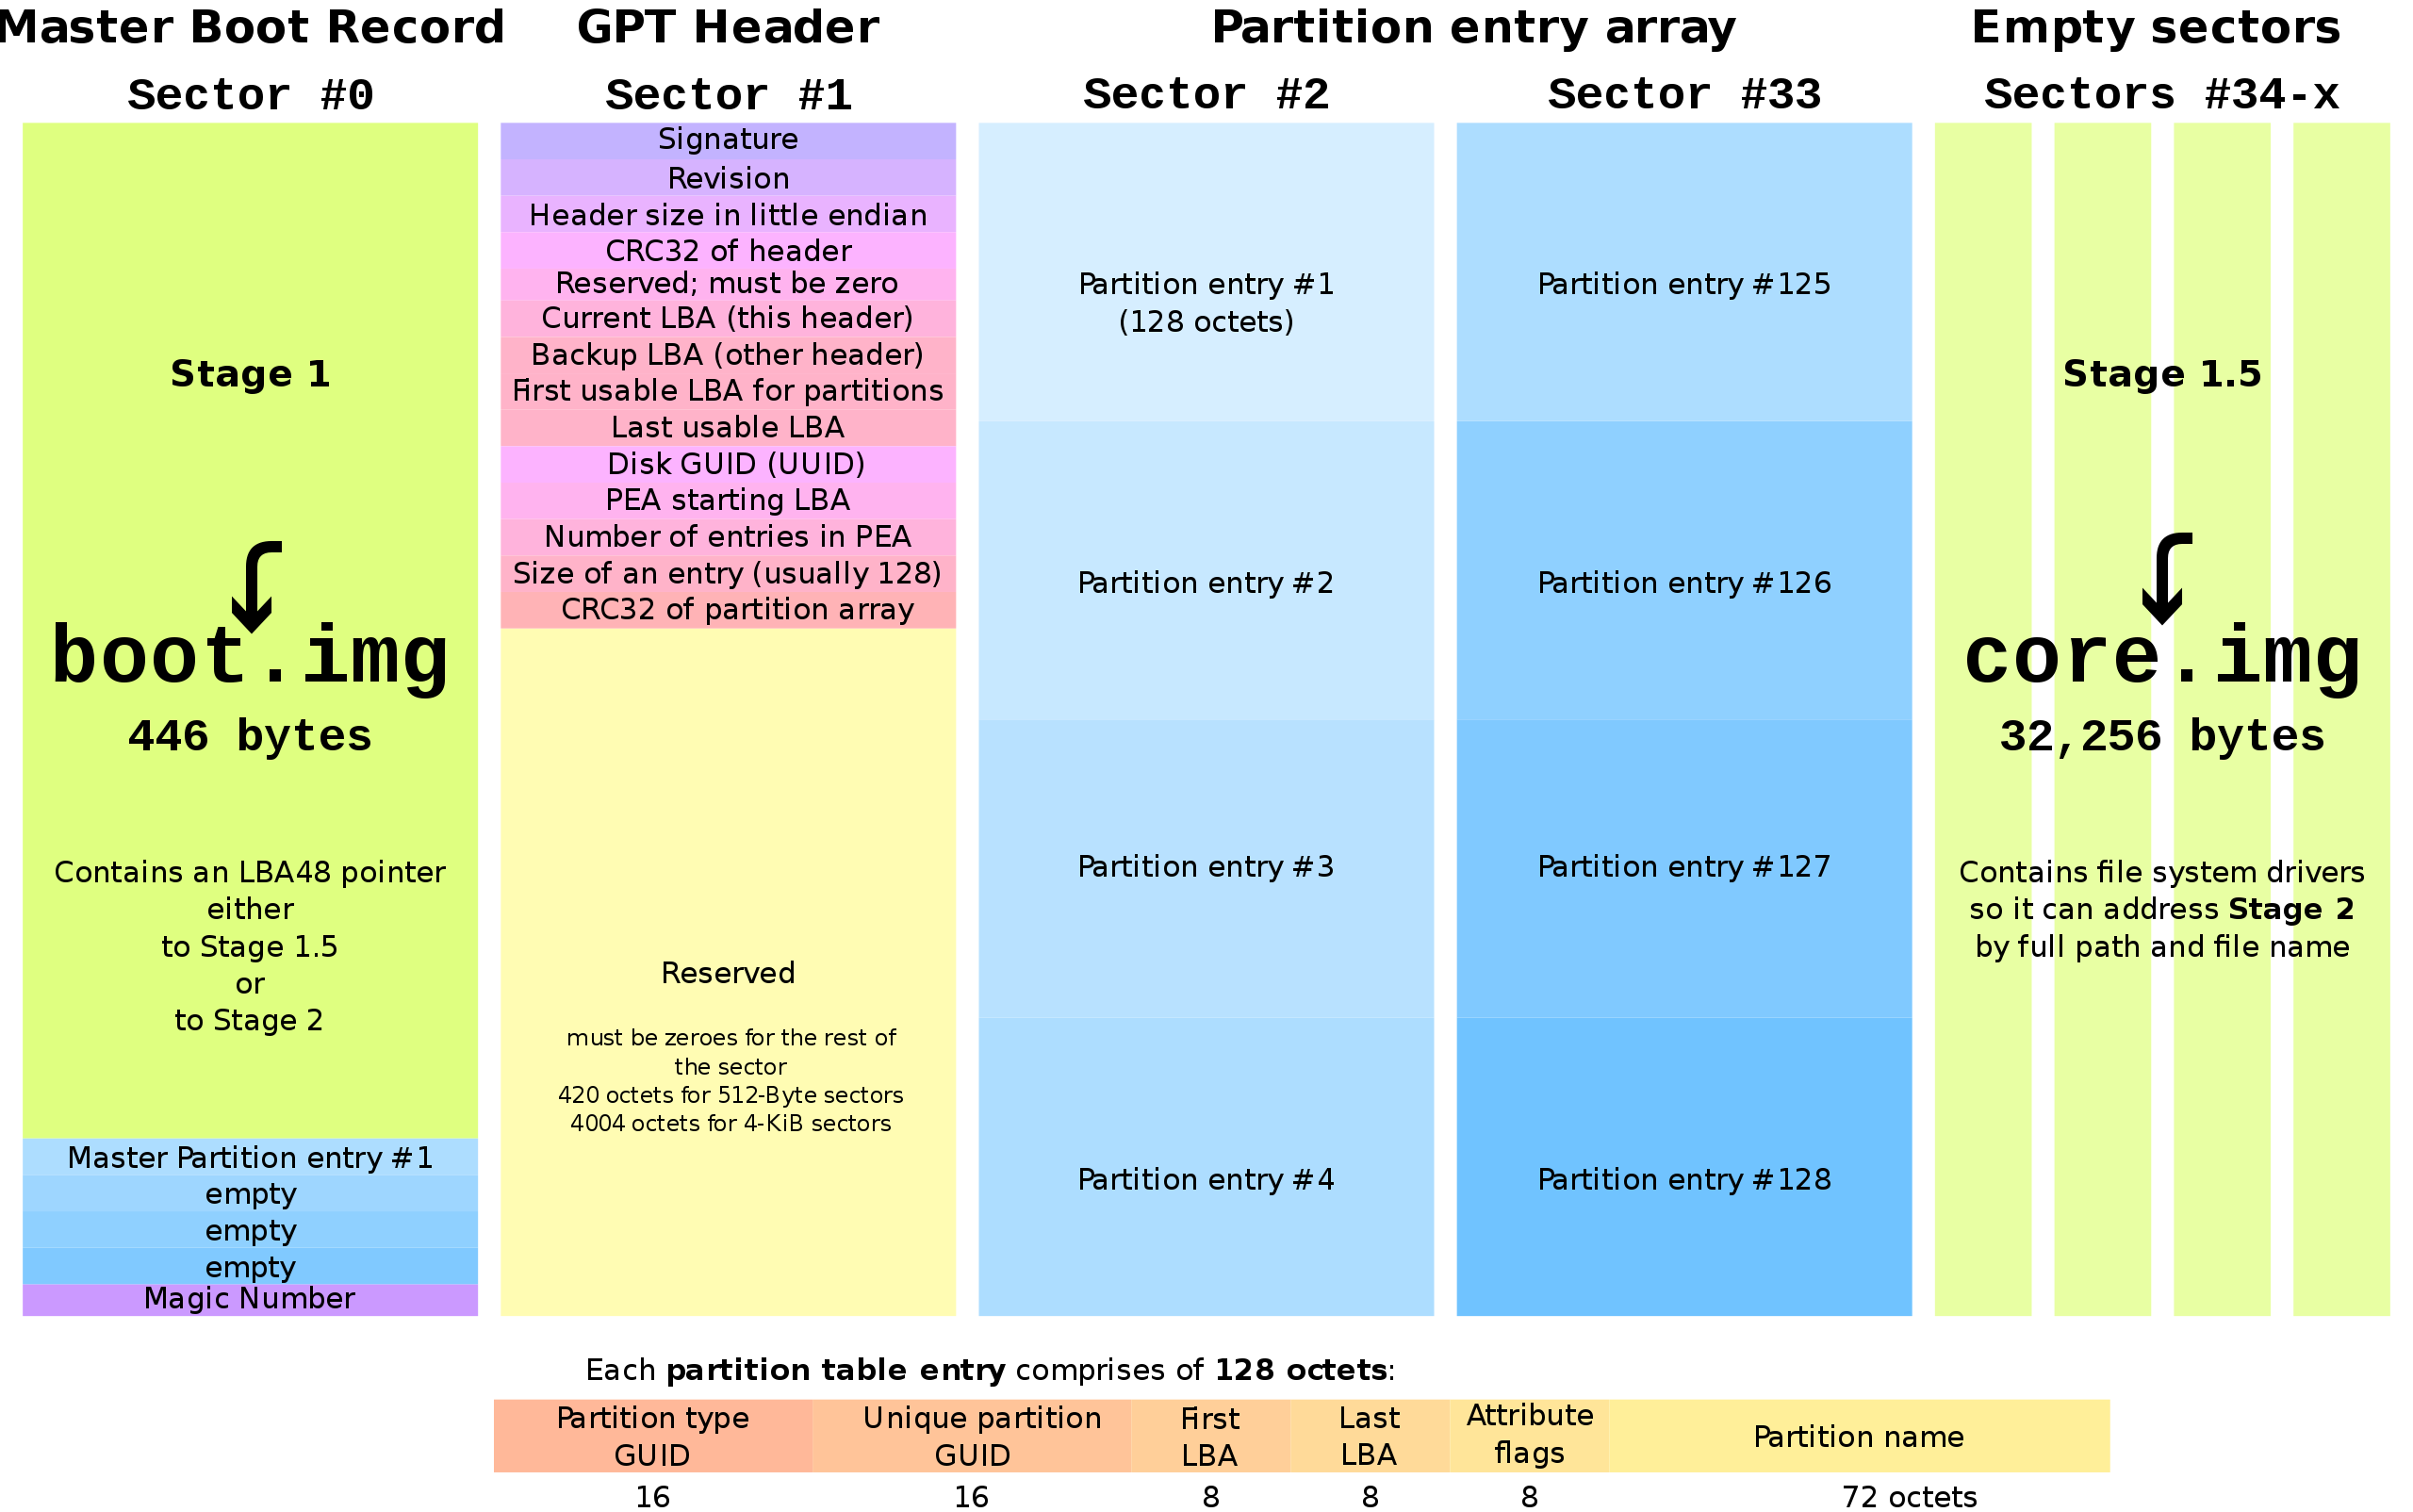 Master Boot Record
GPT Header
Partition entry array
Empty sectors
Sector #0
Sector #1
Sector #2
Sector #33
Sectors #34-x
Stage 1
boot.img
446 bytes
Contains an LBA48 pointer
either
to Stage 1.5
or
to Stage 2
Master Partition entry #1
empty
empty
empty
Magic Number
Signature
Revision
Header size in little endian
CRC32 of header
Reserved; must be zero
Current LBA (this header)
Backup LBA (other header)
First usable LBA for partitions
Last usable LBA
Disk GUID (UUID)
PEA starting LBA
Number of entries in PEA
Size of an entry (usually 128)
CRC32 of partition array
Reserved
must be zeroes for the rest of
the sector
420 octets for 512-Byte sectors
4004 octets for 4-KiB sectors
Partition entry #1
(128 octets)
Partition entry #2
Partition entry #3
Partition entry #4
Partition entry #125
Partition entry #126
Partition entry #127
Partition entry #128
Stage 1.5
core.img
32,256 bytes
Contains file system drivers
so it can address Stage 2
by full path and file name
Each partition table entry comprises of 128 octets:
Partition type
GUID
Unique partition
GUID
First
LBA
Last
LBA
Attribute
flags
Partition name
16
16
8
8
8
72 octets